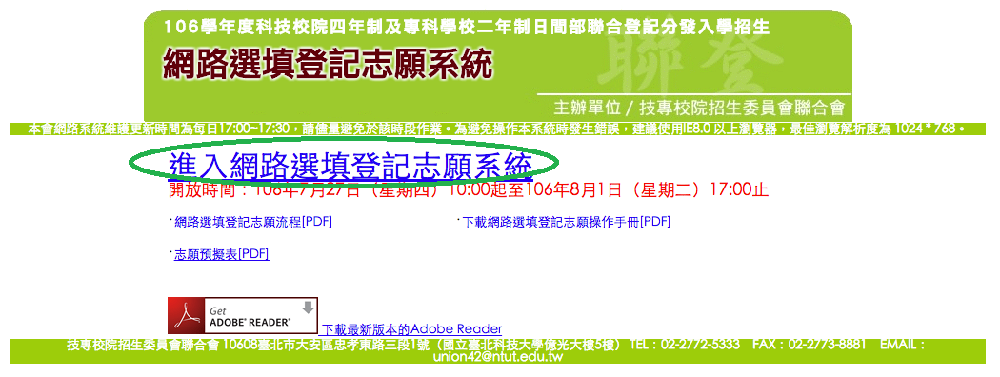 106學年度科技校院四年制及專科學校二年制日間部聯合登記分發入學招生
聯登
網路選填登記志願系統
主辦單位 / 技專校院招生委員會聯合會
本會網路系統維護更新時間為每日17:00~17:30，請儘量避免於該時段作業。為避免操作本系統時發生錯誤，建議使用IE8.0 以上瀏覽器，最佳瀏覽解析度為 1024 * 768。
進入網路選填登記志願系統
開放時間：106年7月27日（星期四）10:00起至106年8月1日（星期二）17:00止
·網路選填登記志願流程[PDF]
·下載網路選填登記志願操作手冊[PDF]
·志願預擬表[PDF]
Get
ADOBE® READER®
下載最新版本的Adobe Reader
技專校院招生委員會聯合會 10608臺北市大安區忠孝東路三段1號（國立臺北科技大學億光大樓5樓） TEL：02-2772-5333 FAX：02-2773-8881 EMAIL：
union42@ntut.edu.tw